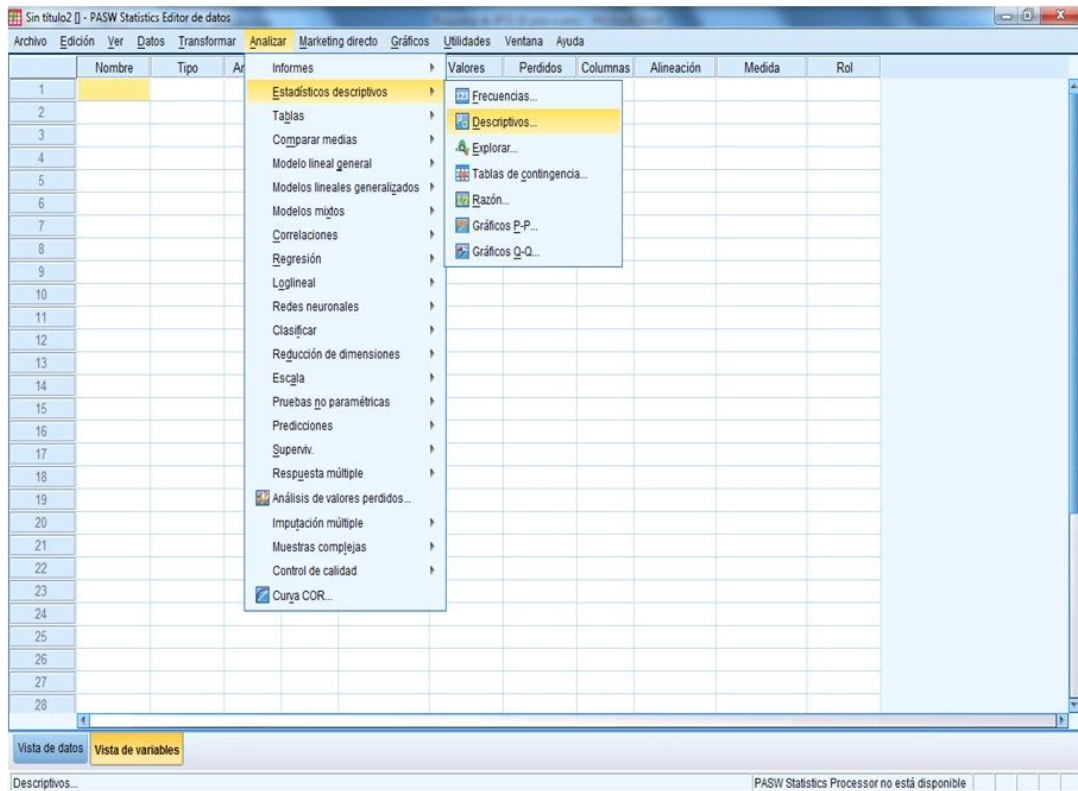 Sin título2 [] - PASW Statistics Editor de datos
Archivo Edición Ver Datos Transformar Analizar Marketing directo Gráficos Utilidades Ventana Ayuda
Nombre Tipo An Valores Perdidos Columnas Alineación Medida Rol
Informes
Estadísticos descriptivos
Tablas
Comparar medias
Modelo lineal general
Modelos lineales generalizados
Modelos mixtos
Correlaciones
Regresión
Loglineal
Redes neuronales
Clasificar
Reducción de dimensiones
Escala
Pruebas no paramétricas
Predicciones
Superviv.
Respuesta múltiple
Análisis de valores perdidos...
Imputación múltiple
Muestras complejas
Control de calidad
Curva COR...
Frecuencias...
Descriptivos...
Explorar...
Tablas de contingencia...
Razón...
Gráficos P-P...
Gráficos Q-Q...
1
2
3
4
5
6
7
8
9
10
11
12
13
14
15
16
17
18
19
20
21
22
23
24
25
26
27
28
Vista de datos Vista de variables
Descriptivos... PASW Statistics Processor no está disponible